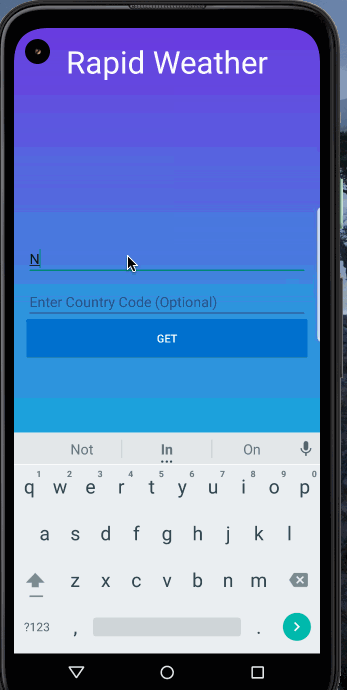 Rapid Weather
N
Enter Country Code (Optional)
GET
Not In On
1 2 3 4 5 6 7 8 9 0
q w e r t y u i o p
a s d f g h j k l
z x c v b n m
?123 , .